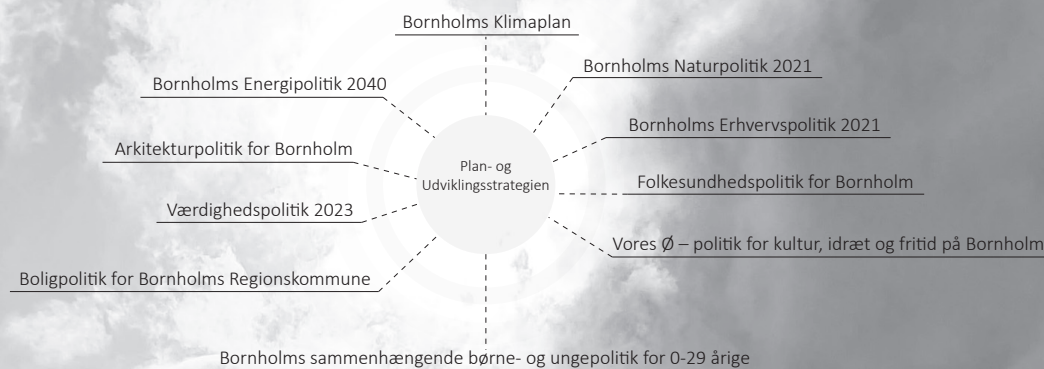 Bornholms Klimaplan
Bornholms Naturpolitik 2021
Bornholms Energipolitik 2040
Bornholms Erhvervspolitik 2021
Arkitekturpolitik for Bornholm
Plan- og
Udviklingsstrategien
Folkesundhedspolitik for Bornholm
Værdighedspolitik 2023
Vores Ø – politik for kultur, idræt og fritid på Bornholm
Boligpolitik for Bornholms Regionskommune
Bornholms sammenhængende børne- og ungepolitik for 0-29 årige